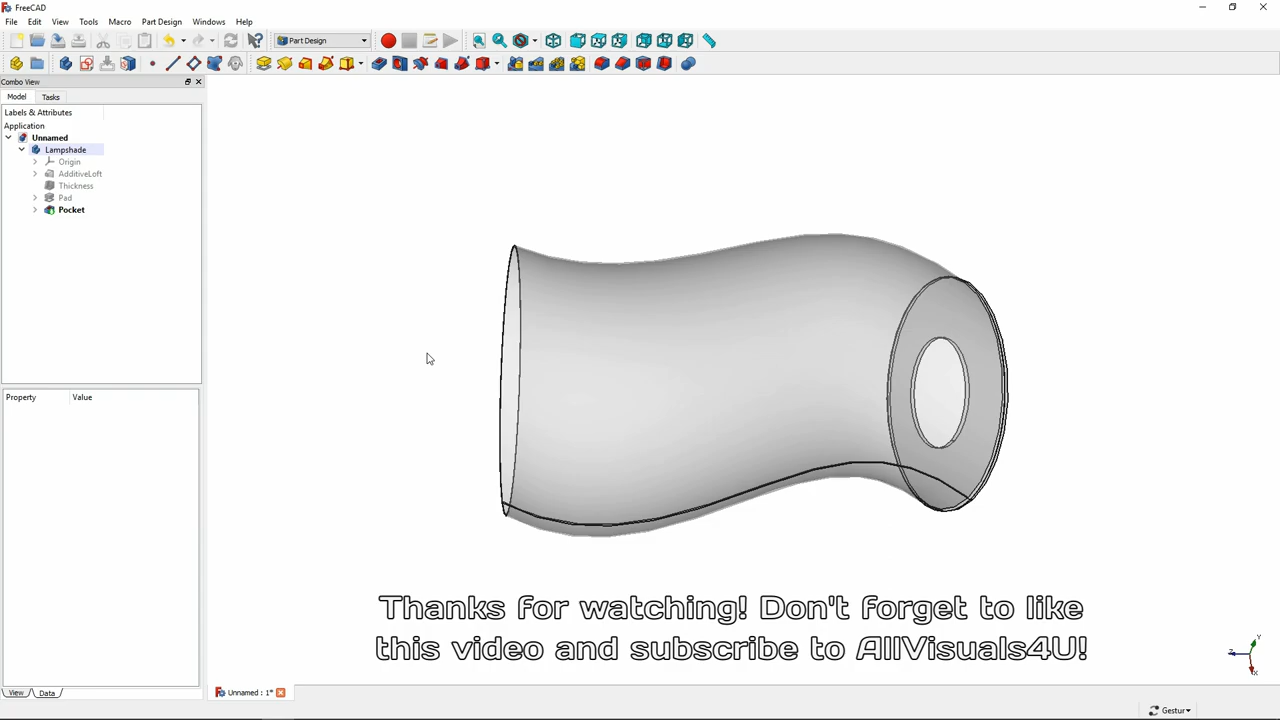 FreeCAD
File Edit View Tools Macro Part Design Windows Help
Part Design
Combo View
Model Tasks
Labels & Attributes
Application
Unnamed
Lampshade
Origin
AdditiveLoft
Thickness
Pad
Pocket
Property Value
Thanks for watching! Don't forget to like
this video and subscribe to AllVisuals4U!
Y
Z
X
View Data
Unnamed : 1*
Gestur